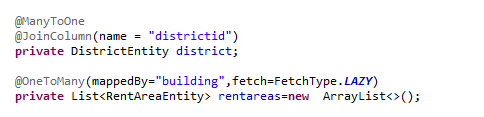 @ManyToOne
@JoinColumn(name = "districtid")
private DistrictEntity district;
@OneToMany(mappedBy="building",fetch=FetchType.LAZY)
private List<RentAreaEntity> rentareas=new  ArrayList<>();